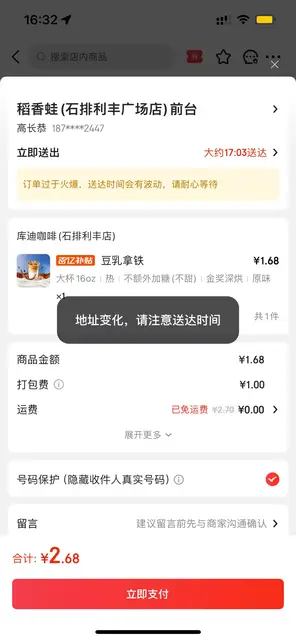 16:32
搜索店内商品
稻香蛙(石排利丰广场店)前台
高长恭 187****2447
立即送出 大约17:03送达
订单过于火爆，送达时间会有波动，请耐心等待
库迪咖啡(石排利丰店)
百亿补贴 豆乳拿铁 ¥1.68
大杯16oz | 热 | 不额外加糖(不甜) | 金奖深烘 | 原味
×1
共1件
地址变化，请注意送达时间
商品金额 ¥1.68
打包费 ¥1.00
运费 已免运费 ¥2.70 ¥0.00
展开更多
号码保护(隐藏收件人真实号码)
留言 建议留言前先与商家沟通确认
合计: ¥2.68
立即支付